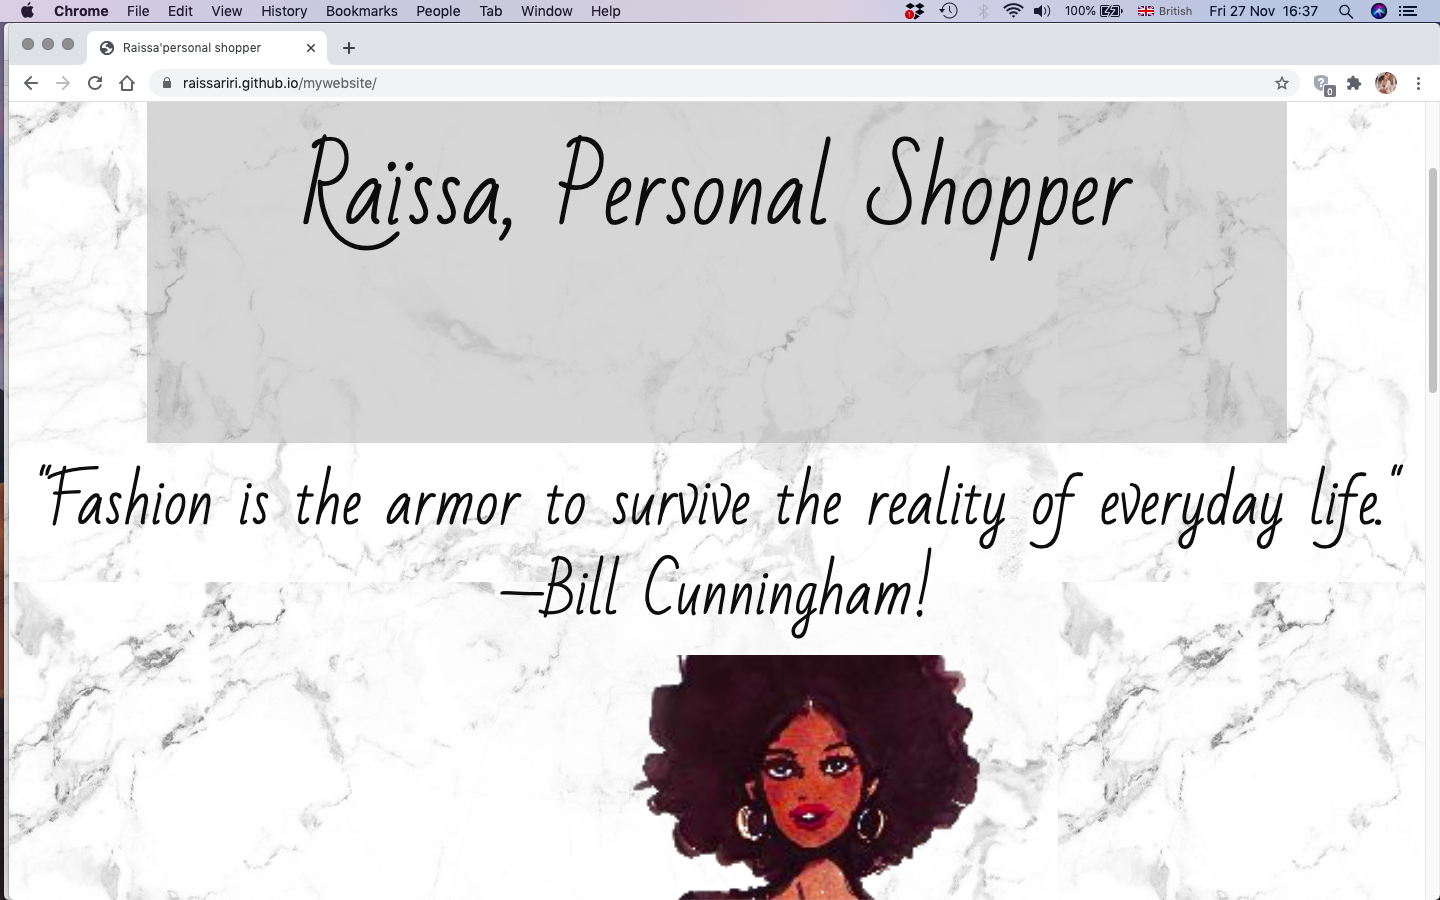 Chrome File Edit View History Bookmarks People Tab Window Help 100% British Fri 27 Nov 16:37
Raissa'personal shopper
raissariri.github.io/mywebsite/
0
Raïssa, Personal Shopper
"Fashion is the armor to survive the reality of everyday life."
—Bill Cunningham!